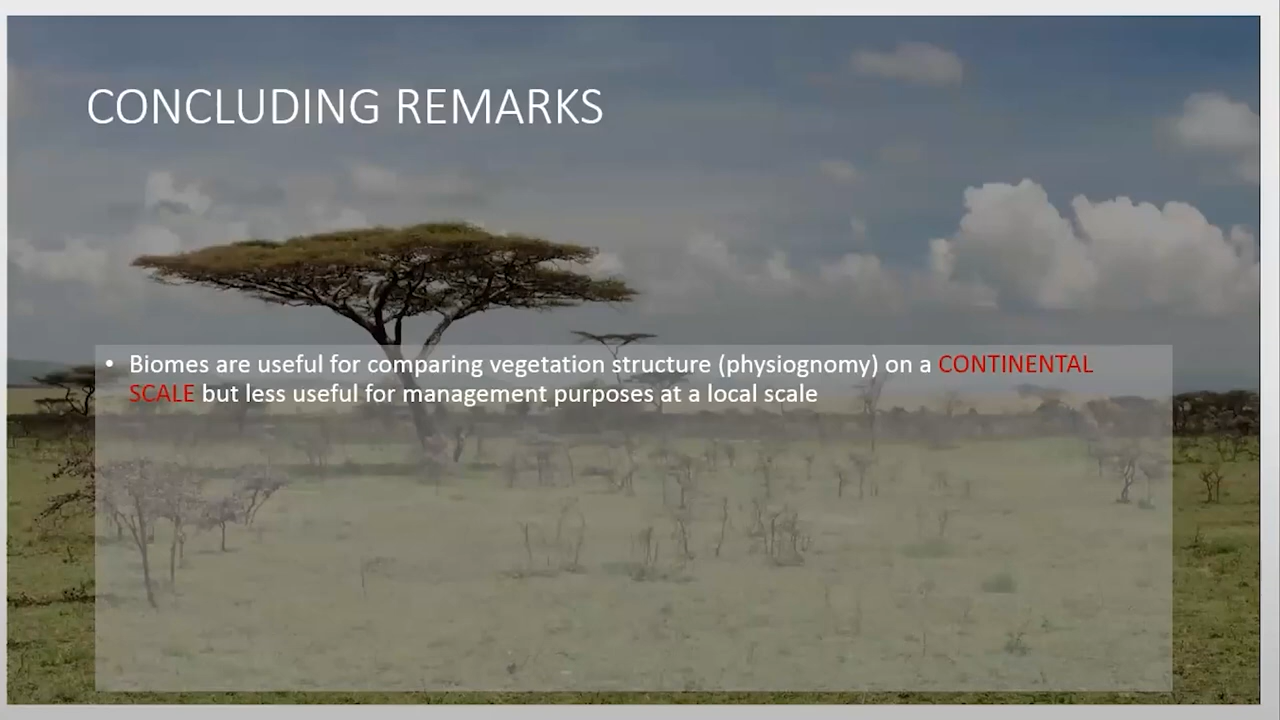 CONCLUDING REMARKS
• Biomes are useful for comparing vegetation structure (physiognomy) on a CONTINENTAL
SCALE but less useful for management purposes at a local scale